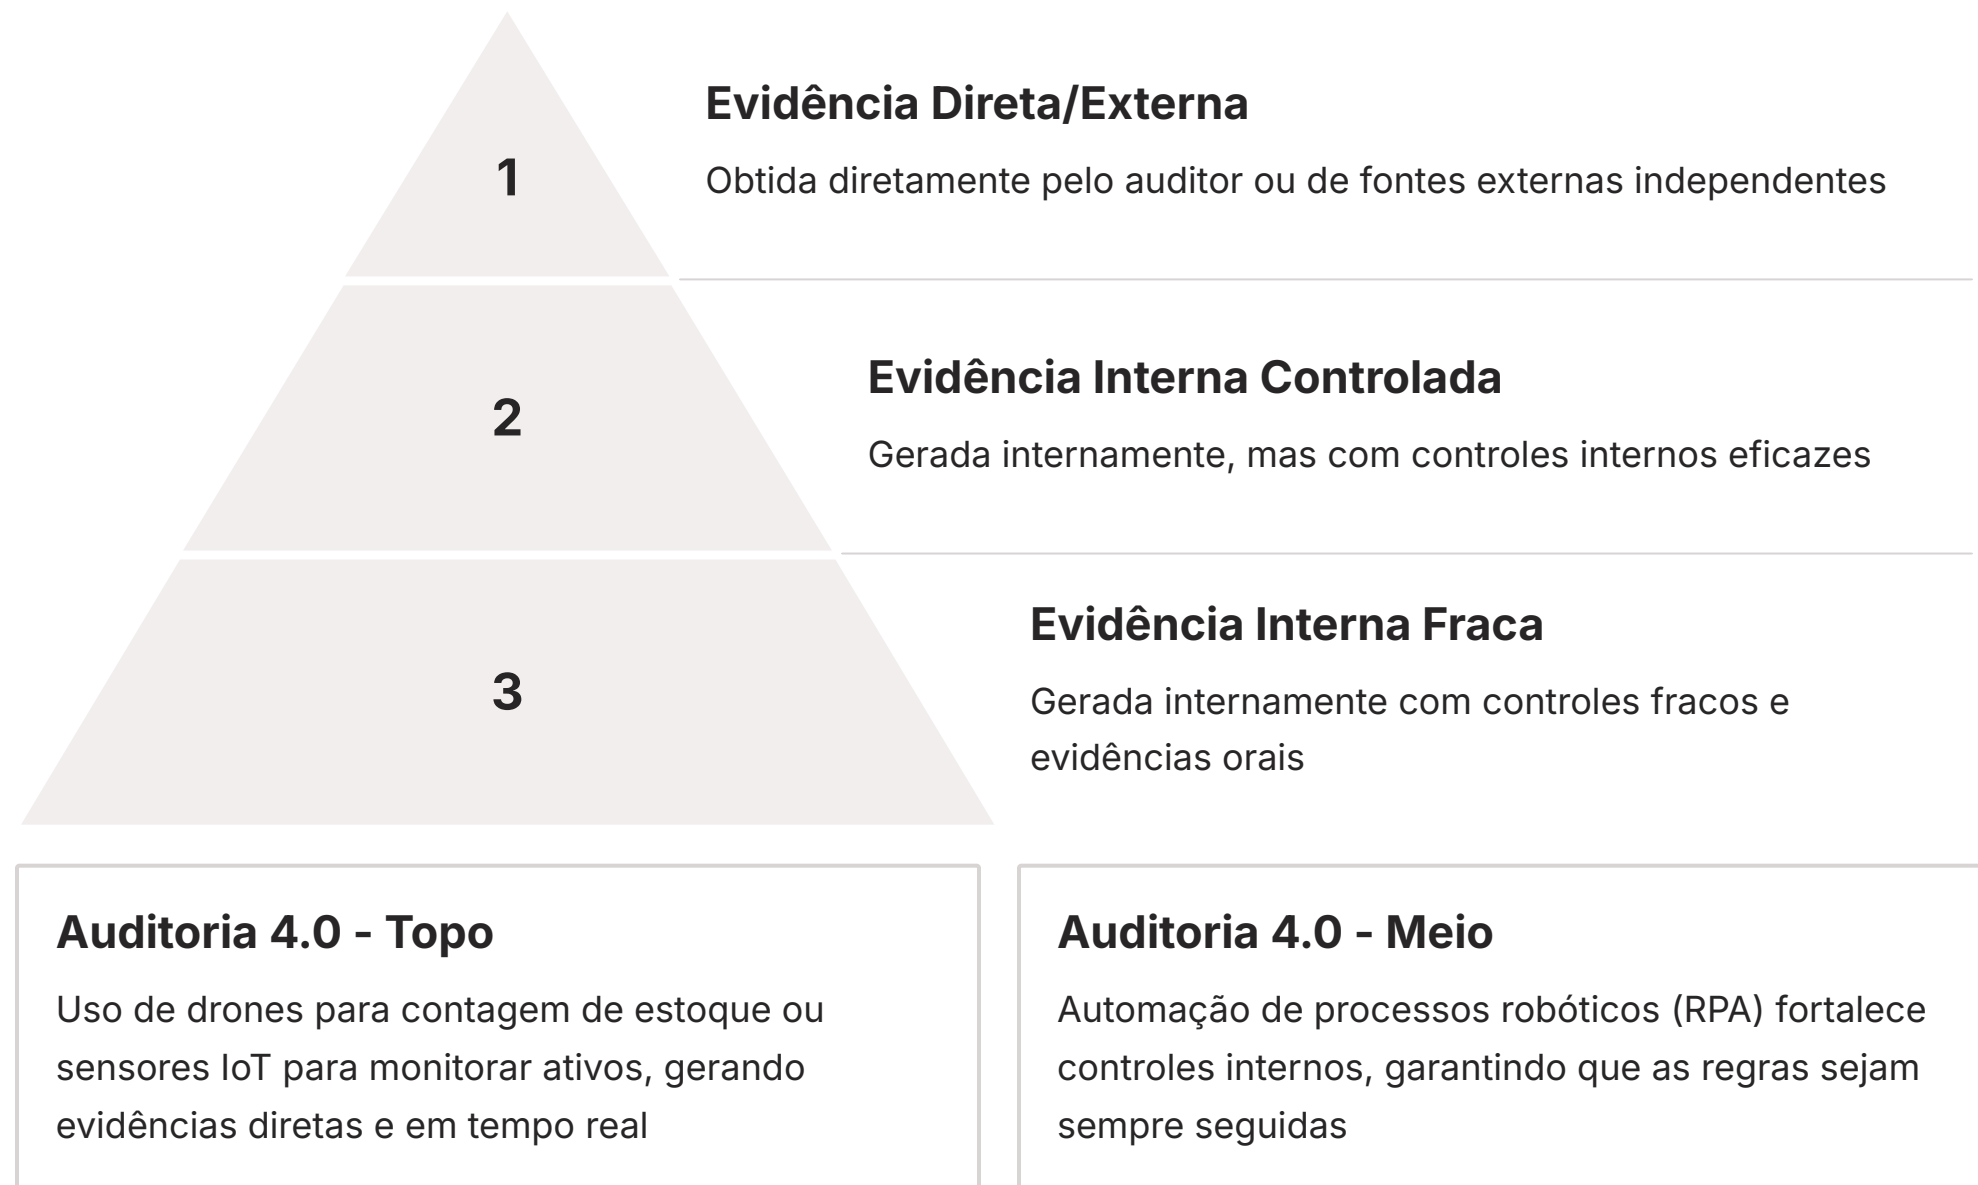 1
Evidência Direta/Externa
Obtida diretamente pelo auditor ou de fontes externas independentes
2
Evidência Interna Controlada
Gerada internamente, mas com controles internos eficazes
3
Evidência Interna Fraca
Gerada internamente com controles fracos e
evidências orais
Auditoria 4.0 - Topo
Uso de drones para contagem de estoque ou
sensores IoT para monitorar ativos, gerando
evidências diretas e em tempo real
Auditoria 4.0 - Meio
Automação de processos robóticos (RPA) fortalece
controles internos, garantindo que as regras sejam
sempre seguidas